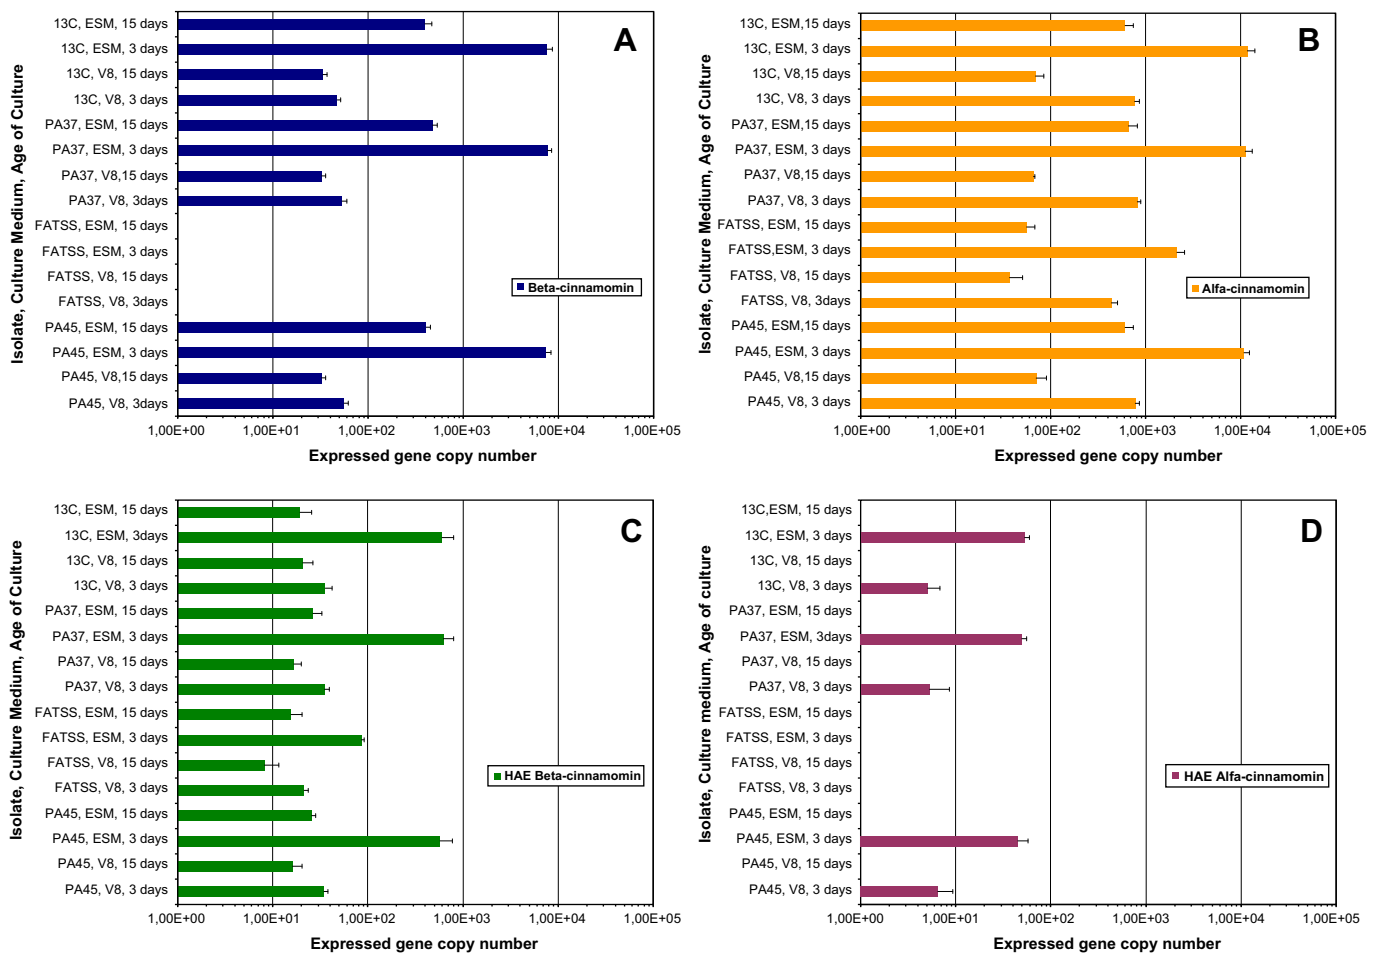 A
Isolate, Culture Medium, Age of Culture
13C, ESM, 15 days
13C, ESM, 3 days
13C, V8, 15 days
13C, V8, 3 days
PA37, ESM, 15 days
PA37, ESM, 3 days
PA37, V8,15 days
PA37, V8, 3days
FATSS, ESM, 15 days
FATSS, ESM, 3 days
FATSS, V8, 15 days
FATSS, V8, 3days
PA45, ESM, 15 days
PA45, ESM, 3 days
PA45, V8,15 days
PA45, V8, 3days
Beta-cinnamomin
1,00E+00 1,00E+01 1,00E+02 1,00E+03 1,00E+04 1,00E+05
Expressed gene copy number
B
Isolate, Culture Medium, Age of Culture
13C, ESM,15 days
13C, ESM, 3 days
13C, V8,15 days
13C, V8, 3 days
PA37, ESM,15 days
PA37, ESM, 3 days
PA37, V8,15 days
PA37, V8, 3 days
FATSS, ESM, 15 days
FATSS,ESM, 3 days
FATSS, V8, 15 days
FATSS, V8, 3days
PA45, ESM,15 days
PA45, ESM, 3 days
PA45, V8,15 days
PA45, V8, 3 days
Alfa-cinnamomin
1,00E+00 1,00E+01 1,00E+02 1,00E+03 1,00E+04 1,00E+05
Expressed gene copy number
C
Isolate, Culture Medium, Age of Culture
13C, ESM, 15 days
13C, ESM, 3days
13C, V8, 15 days
13C, V8, 3 days
PA37, ESM, 15 days
PA37, ESM, 3 days
PA37, V8, 15 days
PA37, V8, 3 days
FATSS, ESM, 15 days
FATSS, ESM, 3 days
FATSS, V8, 15 days
FATSS, V8, 3 days
PA45, ESM, 15 days
PA45, ESM, 3 days
PA45, V8, 15 days
PA45, V8, 3 days
HAE Beta-cinnamomin
1,00E+00 1,00E+01 1,00E+02 1,00E+03 1,00E+04 1,00E+05
Expressed gene copy number
D
Isolate, Culture medium, Age of culture
13C,ESM, 15 days
13C, ESM, 3 days
13C, V8, 15 days
13C, V8, 3 days
PA37, ESM, 15 days
PA37, ESM, 3days
PA37, V8, 15 days
PA37, V8, 3 days
FATSS, ESM, 15 days
FATSS, ESM, 3 days
FATSS, V8, 15 days
FATSS, V8, 3 days
PA45, ESM, 15 days
PA45, ESM, 3 days
PA45, V8, 15 days
PA45, V8, 3 days
HAE Alfa-cinnamomin
1,00E+00 1,00E+01 1,00E+02 1,00E+03 1,00E+04 1,00E+05
Expressed gene copy number